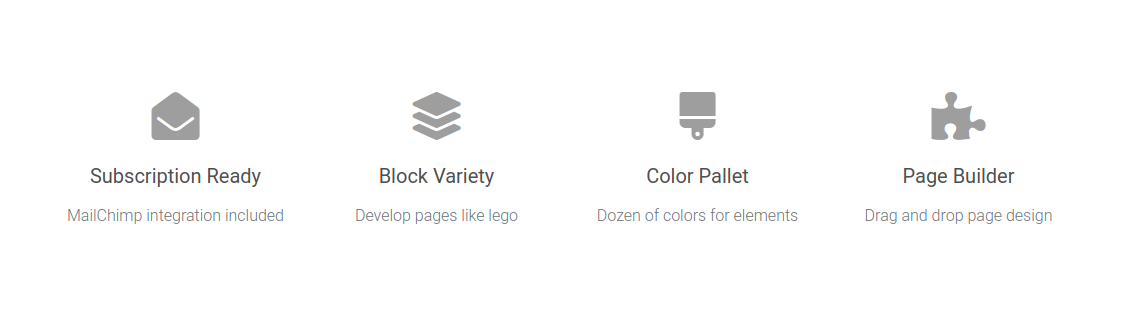 Subscription Ready
MailChimp integration included
Block Variety
Develop pages like lego
Color Pallet
Dozen of colors for elements
Page Builder
Drag and drop page design